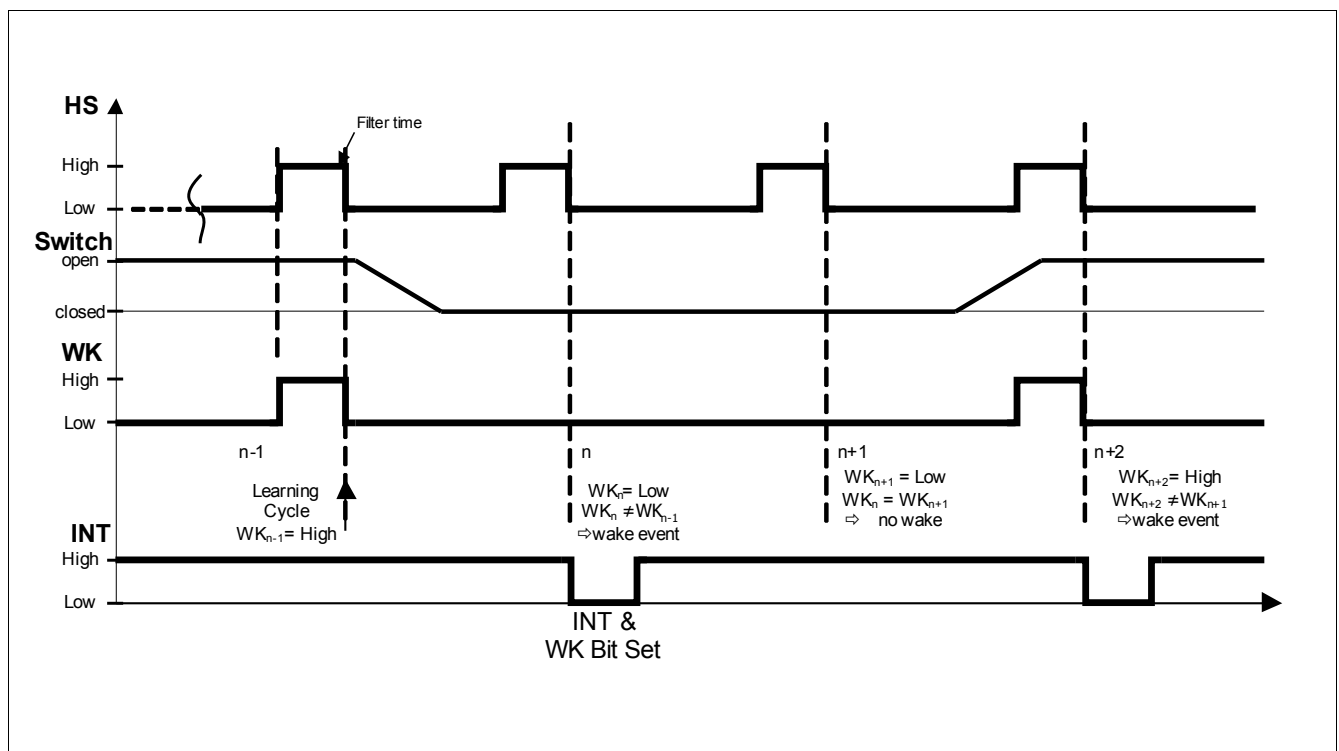 HS
Filter time
High
Low
Switch
open
closed
WK
High
Low
n-1
n
n+1
n+2
Learning
Cycle
WKn-1= High
WKn= Low
WKn ≠WKn-1
⇨wake event
WKn+1 = Low
WKn = WKn+1
⇨ no wake
WKn+2= High
WKn+2 ≠WKn+1
⇨wake event
INT
High
Low
INT &
WK Bit Set